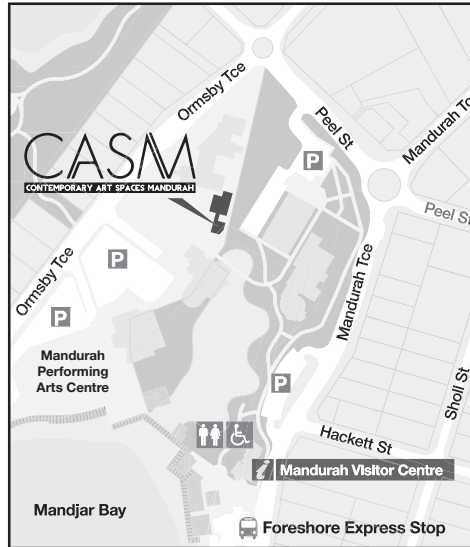 Ormsby Tce
Peel St
Mandurah Tce
CASM
CONTEMPORARY ART SPACES MANDURAH
P
Peel St
P
Ormsby Tce
Mandurah Tce
P
Mandurah
Performing
Arts Centre
P
Sholl St
Hackett St
i Mandurah Visitor Centre
Mandjar Bay
Foreshore Express Stop